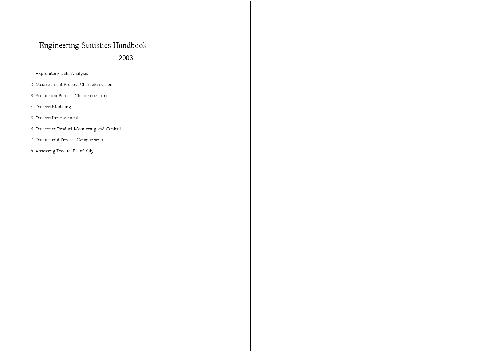 Engineering Statistics Handbook
2003
1. Exploratory Data Analysis
2. Measurement Process Characterization
3. Production Process Characterization
4. Process Modeling
5. Process Improvement
6. Process or Product Monitoring and Control
7. Product and Process Comparisons
8. Assessing Product Reliability